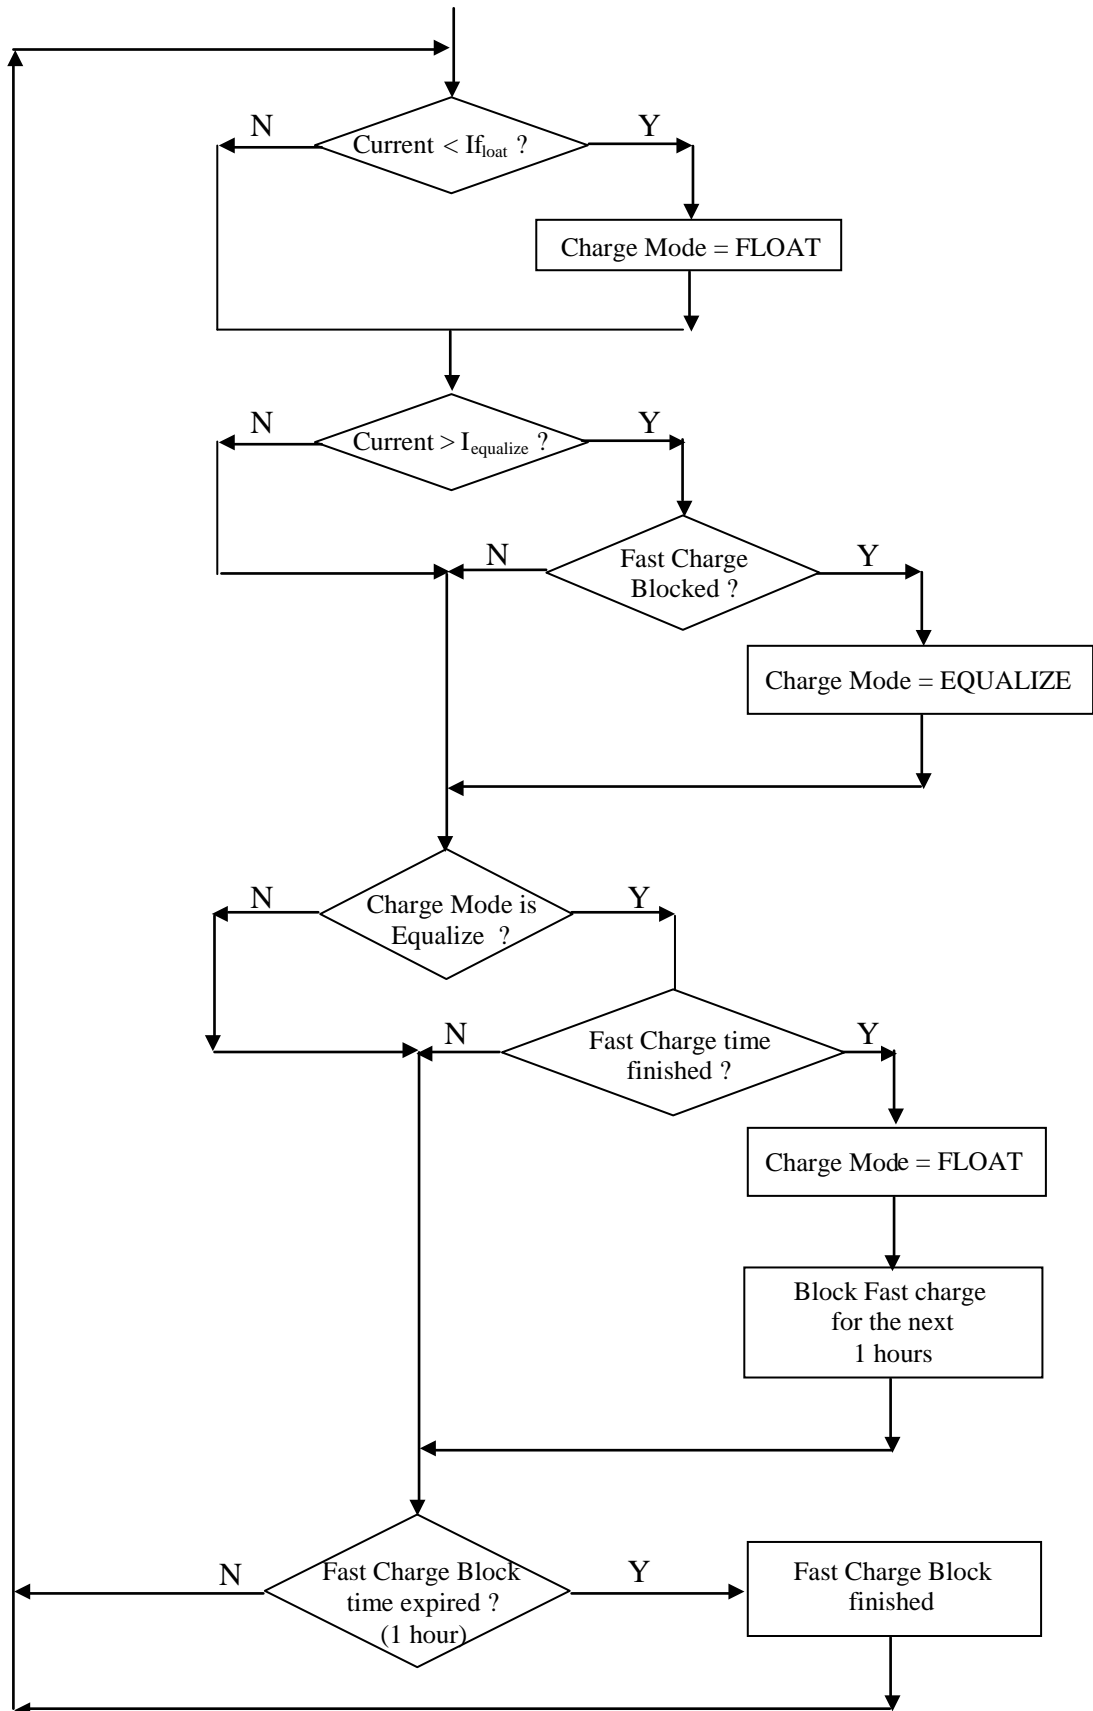 N
Y
Current < Ifloat ?
Charge Mode = FLOAT
N
Y
Current > Iequalize ?
N
Fast Charge
Blocked ?
Y
Charge Mode = EQUALIZE
N
Y
Charge Mode is
Equalize ?
N
Fast Charge time
finished ?
Y
Charge Mode = FLOAT
Block Fast charge
for the next
1 hours
N
Fast Charge Block
time expired ?
(1 hour)
Y
Fast Charge Block
finished